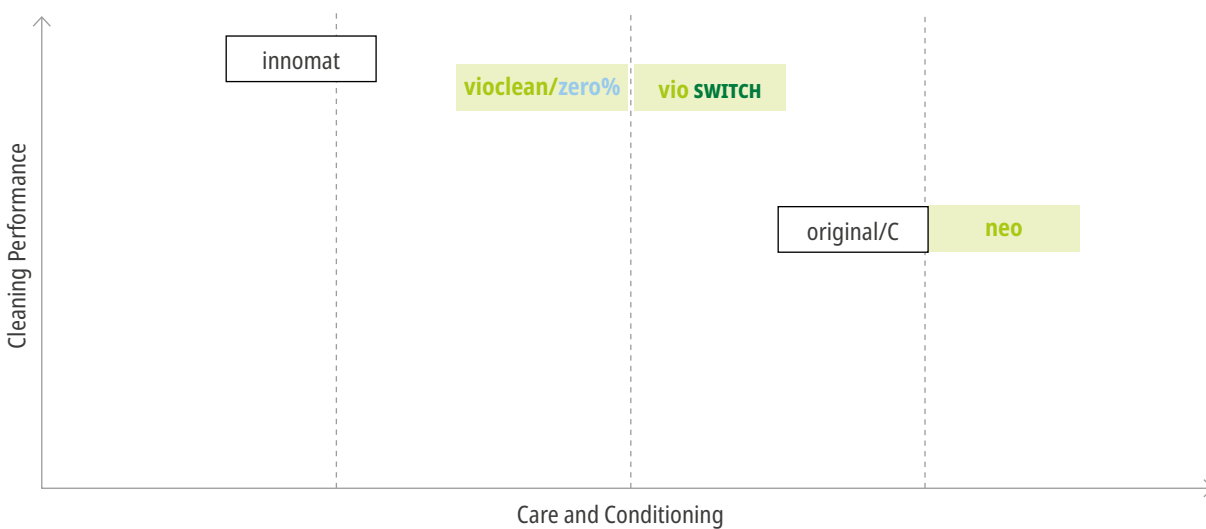 innomat
vioclean/zero%
vio SWITCH
original/C
neo
Cleaning Performance
Care and Conditioning